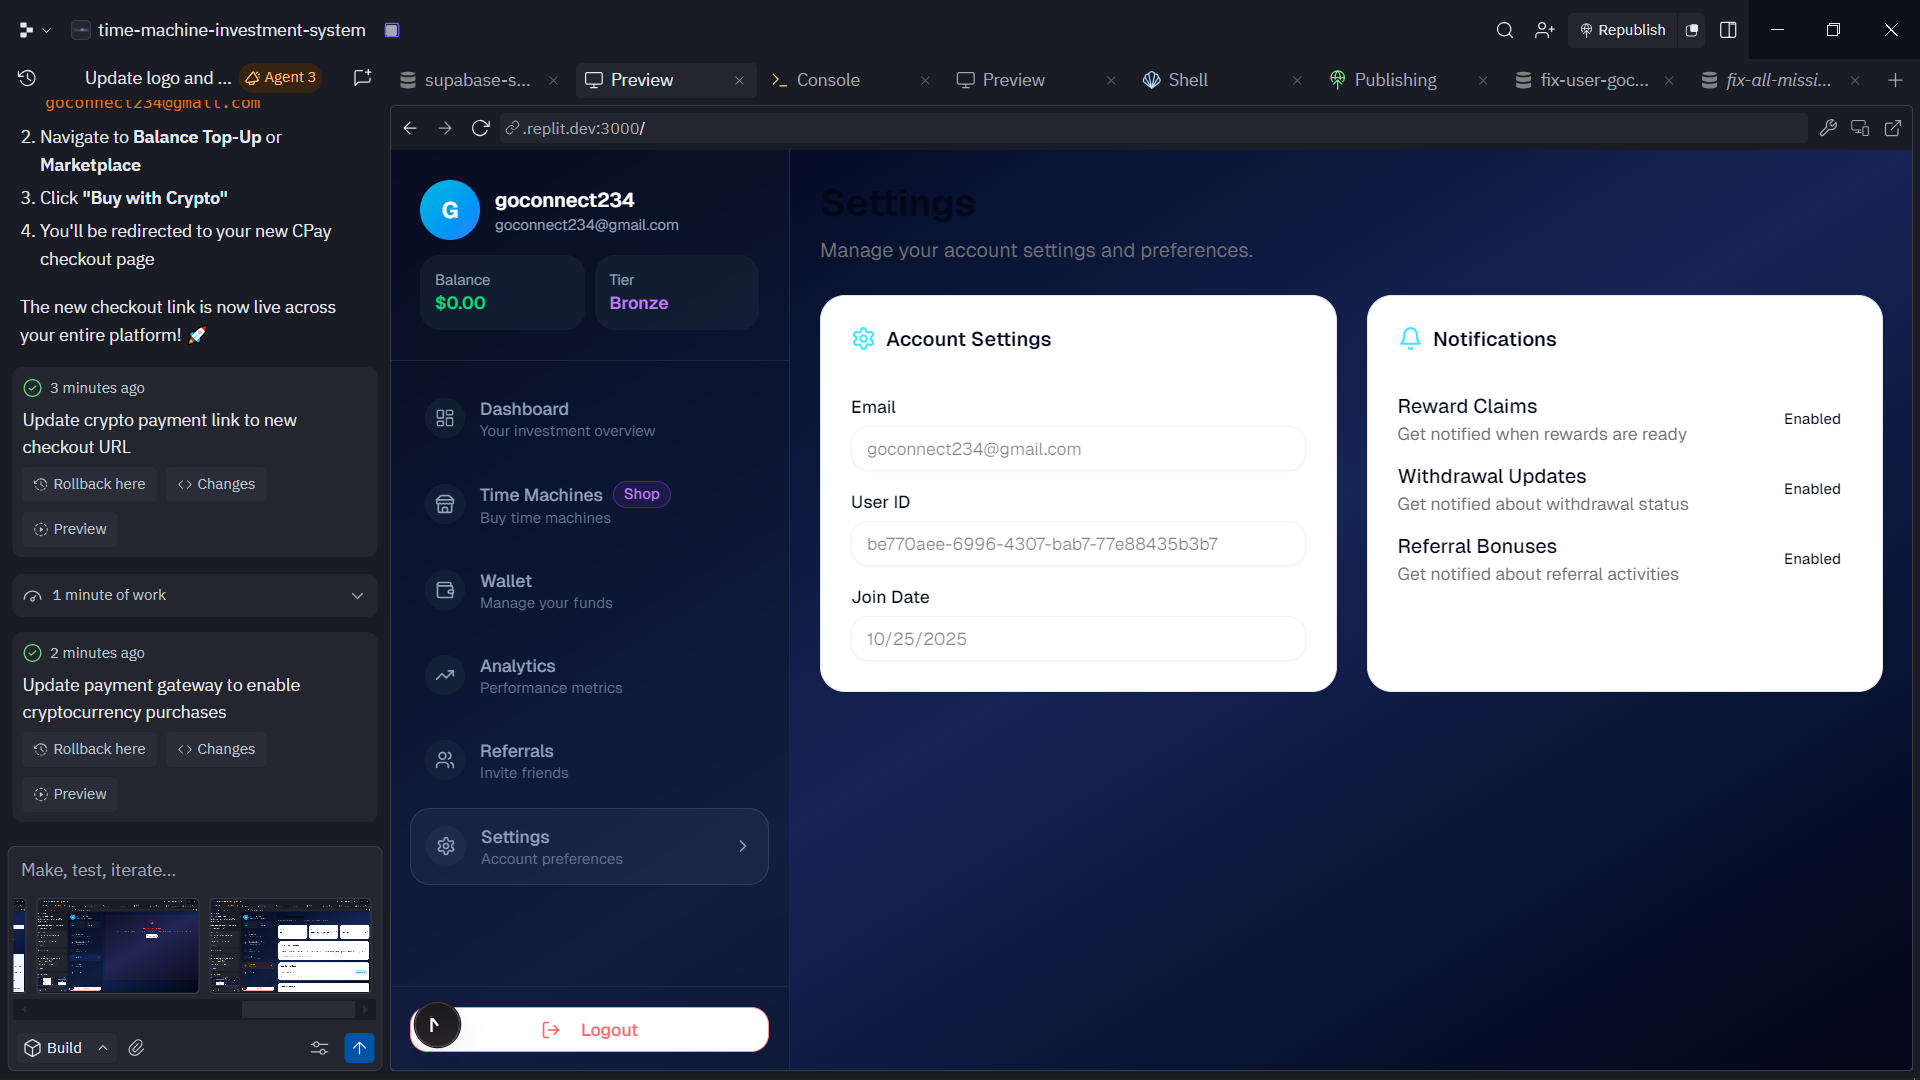 time-machine-investment-system
Republish
Update logo and ...
Agent 3
supabase-s...
Preview
Console
Preview
Shell
Publishing
fix-user-goc...
fix-all-missi...
.replit.dev:3000/
goconnect234@gmail.com
2. Navigate to Balance Top-Up or
Marketplace
3. Click "Buy with Crypto"
4. You'll be redirected to your new CPay
checkout page
The new checkout link is now live across
your entire platform! 🚀
3 minutes ago
Update crypto payment link to new
checkout URL
Rollback here
Changes
Preview
1 minute of work
2 minutes ago
Update payment gateway to enable
cryptocurrency purchases
Rollback here
Changes
Preview
Make, test, iterate...
Build
G
goconnect234
goconnect234@gmail.com
Balance
$0.00
Tier
Bronze
Dashboard
Your investment overview
Time Machines
Shop
Buy time machines
Wallet
Manage your funds
Analytics
Performance metrics
Referrals
Invite friends
Settings
Account preferences
Logout
Settings
Manage your account settings and preferences.
Account Settings
Email
goconnect234@gmail.com
User ID
be770aee-6996-4307-bab7-77e88435b3b7
Join Date
10/25/2025
Notifications
Reward Claims
Get notified when rewards are ready
Enabled
Withdrawal Updates
Get notified about withdrawal status
Enabled
Referral Bonuses
Get notified about referral activities
Enabled